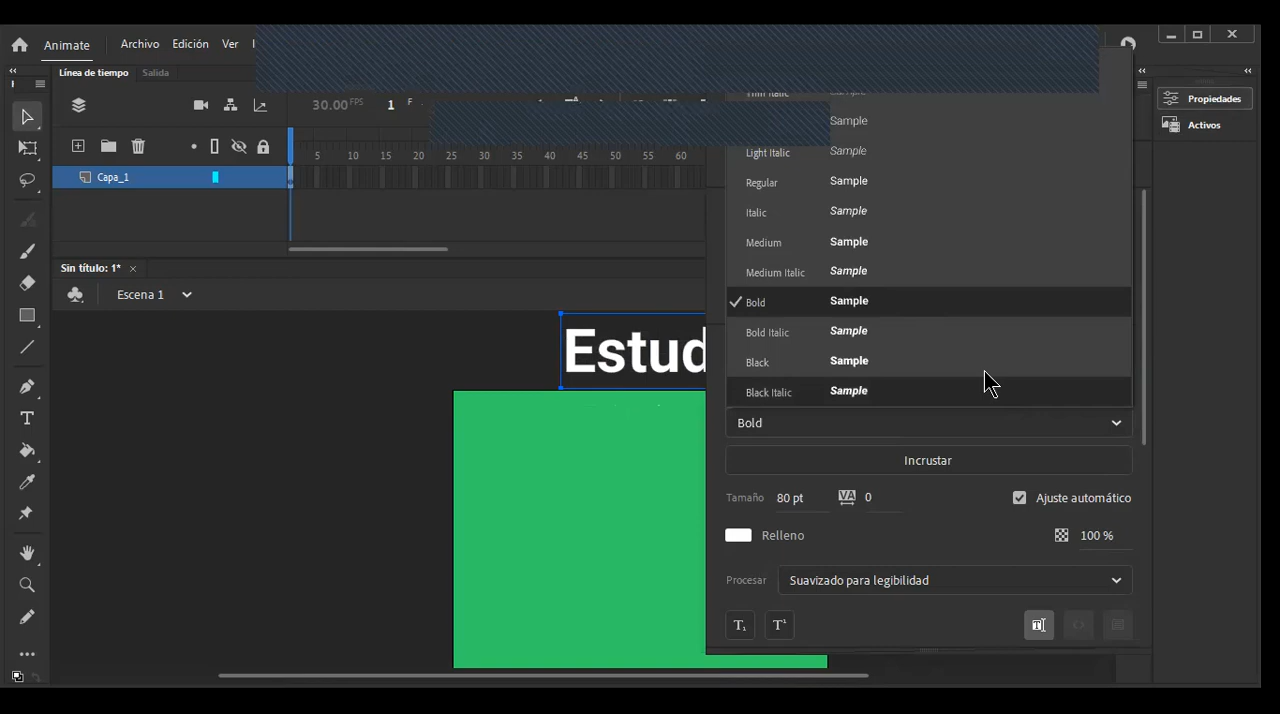 Animate Archivo Edición Ver
Línea de tiempo Salida
30.00 FPS 1 F
5 10 15 20 25 30 35 40 45 50 55 60
Capa_1
Sin título: 1*
Escena 1
Estud
Sample
Light Italic Sample
Regular Sample
Italic Sample
Medium Sample
Medium Italic Sample
Bold Sample
Bold Italic Sample
Black Sample
Black Italic Sample
Bold
Incrustar
Tamaño 80 pt VA 0 Ajuste automático
Relleno 100 %
Procesar Suavizado para legibilidad
T₁ T¹ T
Propiedades
Activos